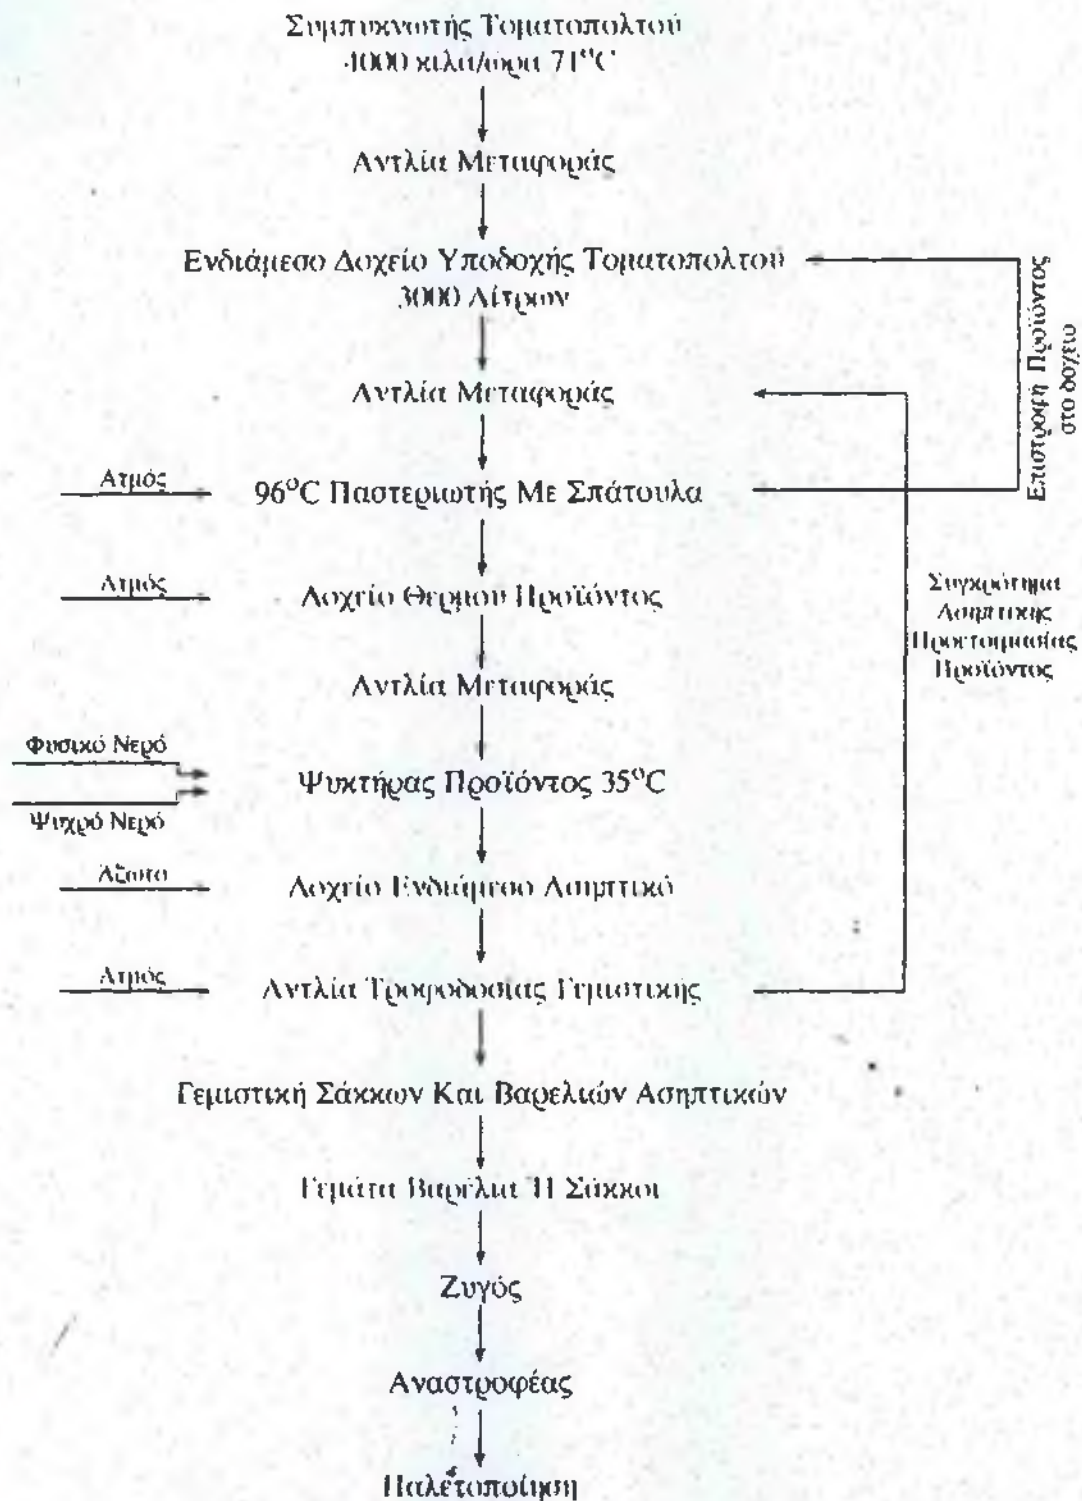 Συμπυκνωτής Τοματοπολτού
4000 κιλά/ώρα 71°C
Αντλία Μεταφοράς
Ενδιάμεσο Δοχείο Υποδοχής Τοματοπολτού
3000 Λίτρων
Επιστροφή Προϊόντος
στο δοχείο
Αντλία Μεταφοράς
Ατμός
96°C Παστεριωτής Με Σπάτουλα
Ατμός
Δοχείο Θερμού Προϊόντος
Συγκρότημα
Ασηπτικής
Προετοιμασίας
Προϊόντος
Αντλία Μεταφοράς
Φυσικό Νερό
Ψυκτήρας Προϊόντος 35°C
Ψυχρό Νερό
Άζωτο
Δοχείο Ενδιάμεσο Ασηπτικό
Ατμός
Αντλία Τροφοδοσίας Γεμιστικής
Γεμιστική Σάκκων Και Βαρελιών Ασηπτικών
Γεμάτα Βαρέλια Ή Σάκκοι
Ζυγός
Αναστροφέας
Παλετοποίηση